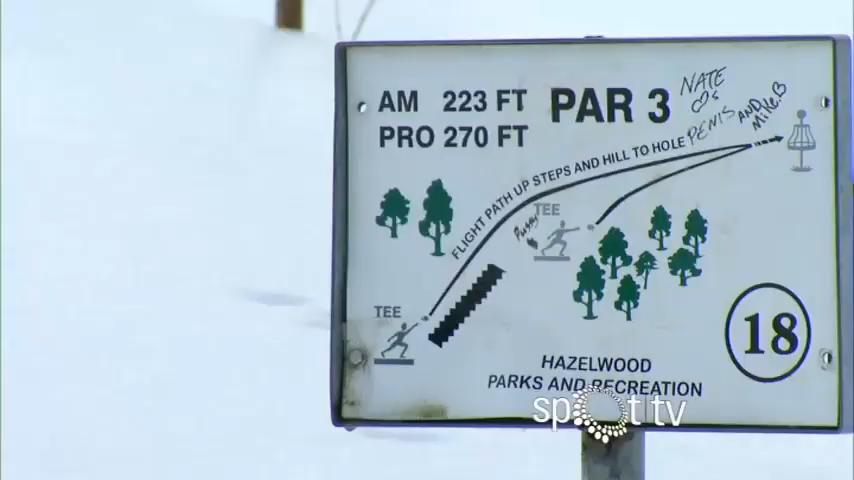 AM 223 FT
PRO 270 FT
PAR 3
NATE
♡s
PENIS AND
Mike.B
FLIGHT PATH UP STEPS AND HILL TO HOLE
TEE
Pussy
TEE
18
HAZELWOOD
PARKS AND RECREATION
spot tv